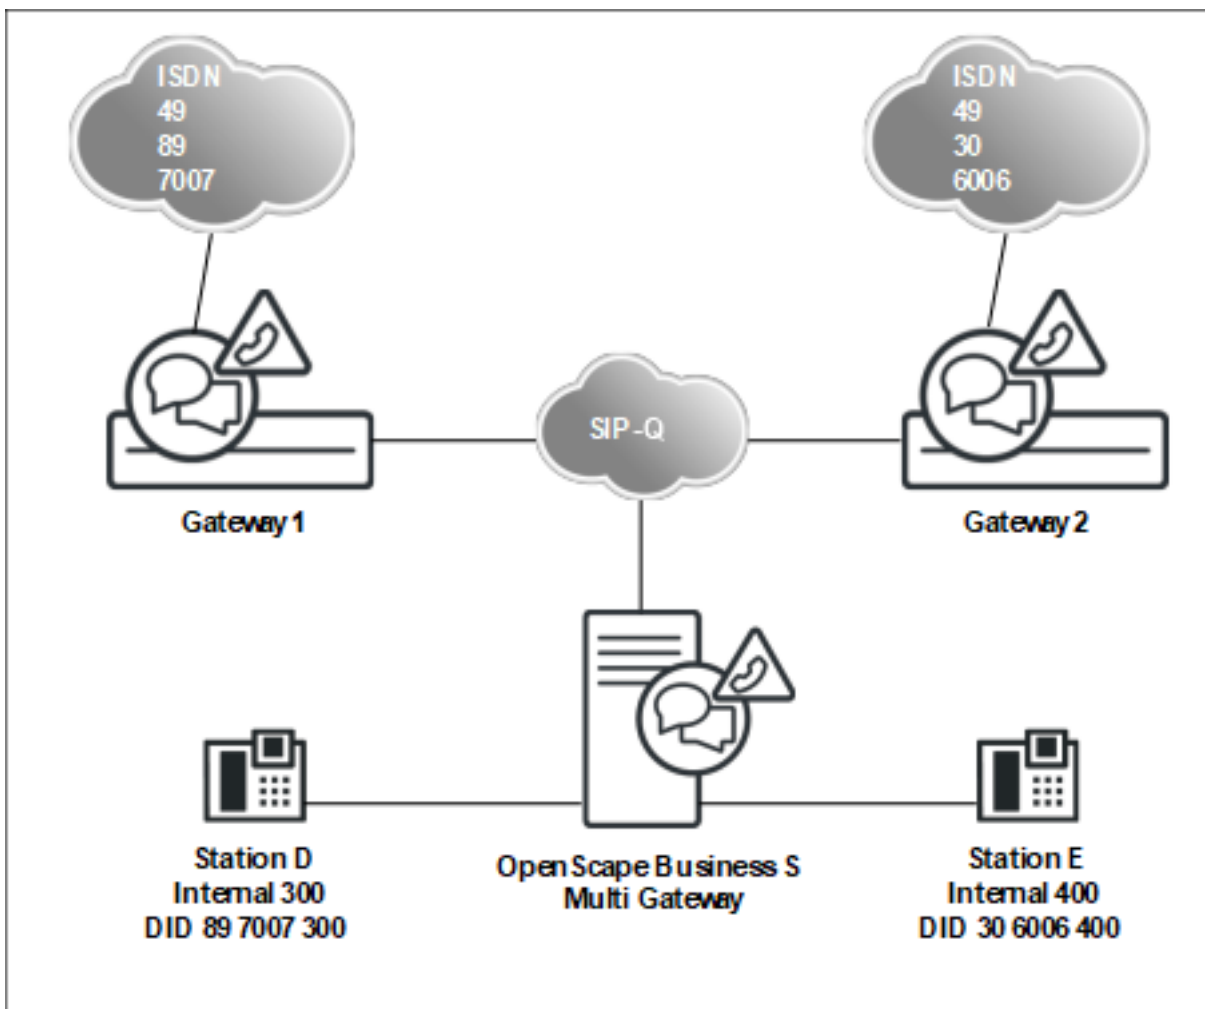 ISDN
49
89
7007
ISDN
49
30
6006
SIP-Q
Gateway 1
Gateway 2
Station D
Internal 300
DID 89 7007 300
OpenScape Business S
Multi Gateway
Station E
Internal 400
DID 30 6006 400